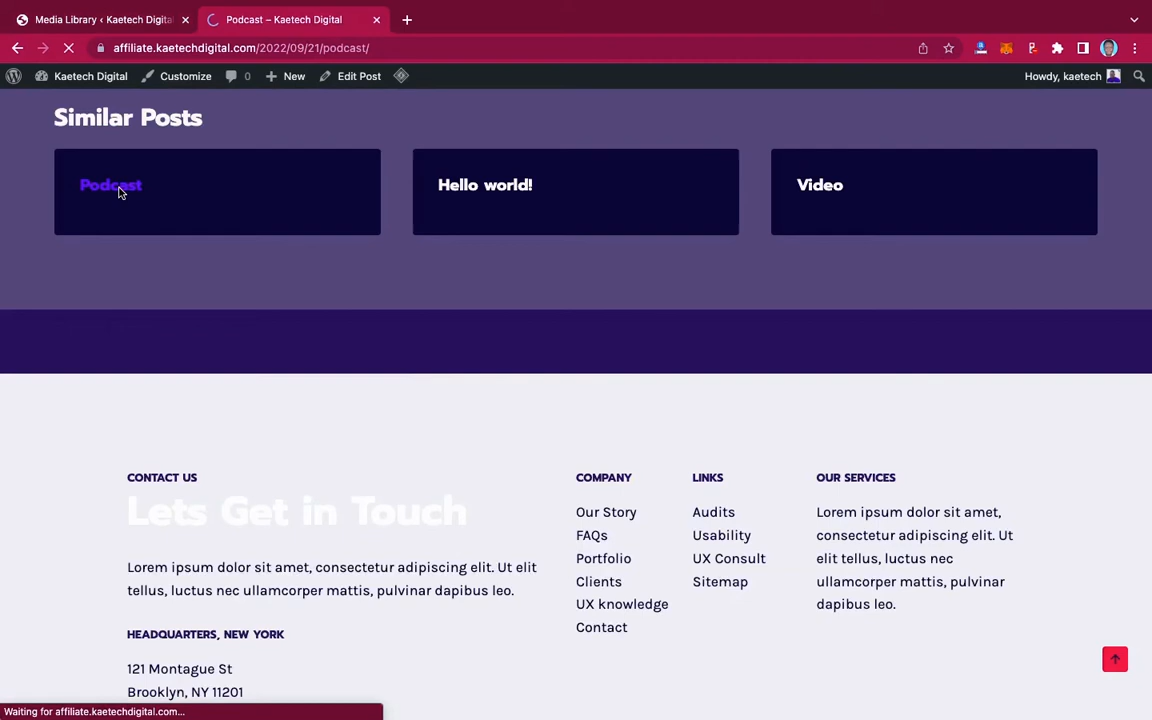 Media Library ‹ Kaetech Digital
Podcast – Kaetech Digital
affiliate.kaetechdigital.com/2022/09/21/podcast/
Kaetech Digital
Customize
0
New
Edit Post
Howdy, kaetech
Similar Posts
Podcast
Hello world!
Video
CONTACT US
Lets Get in Touch
Lorem ipsum dolor sit amet, consectetur adipiscing elit. Ut elit
tellus, luctus nec ullamcorper mattis, pulvinar dapibus leo.
HEADQUARTERS, NEW YORK
121 Montague St
Brooklyn, NY 11201
COMPANY
Our Story
FAQs
Portfolio
Clients
UX knowledge
Contact
LINKS
Audits
Usability
UX Consult
Sitemap
OUR SERVICES
Lorem ipsum dolor sit amet,
consectetur adipiscing elit. Ut
elit tellus, luctus nec
ullamcorper mattis, pulvinar
dapibus leo.
Waiting for affiliate.kaetechdigital.com...